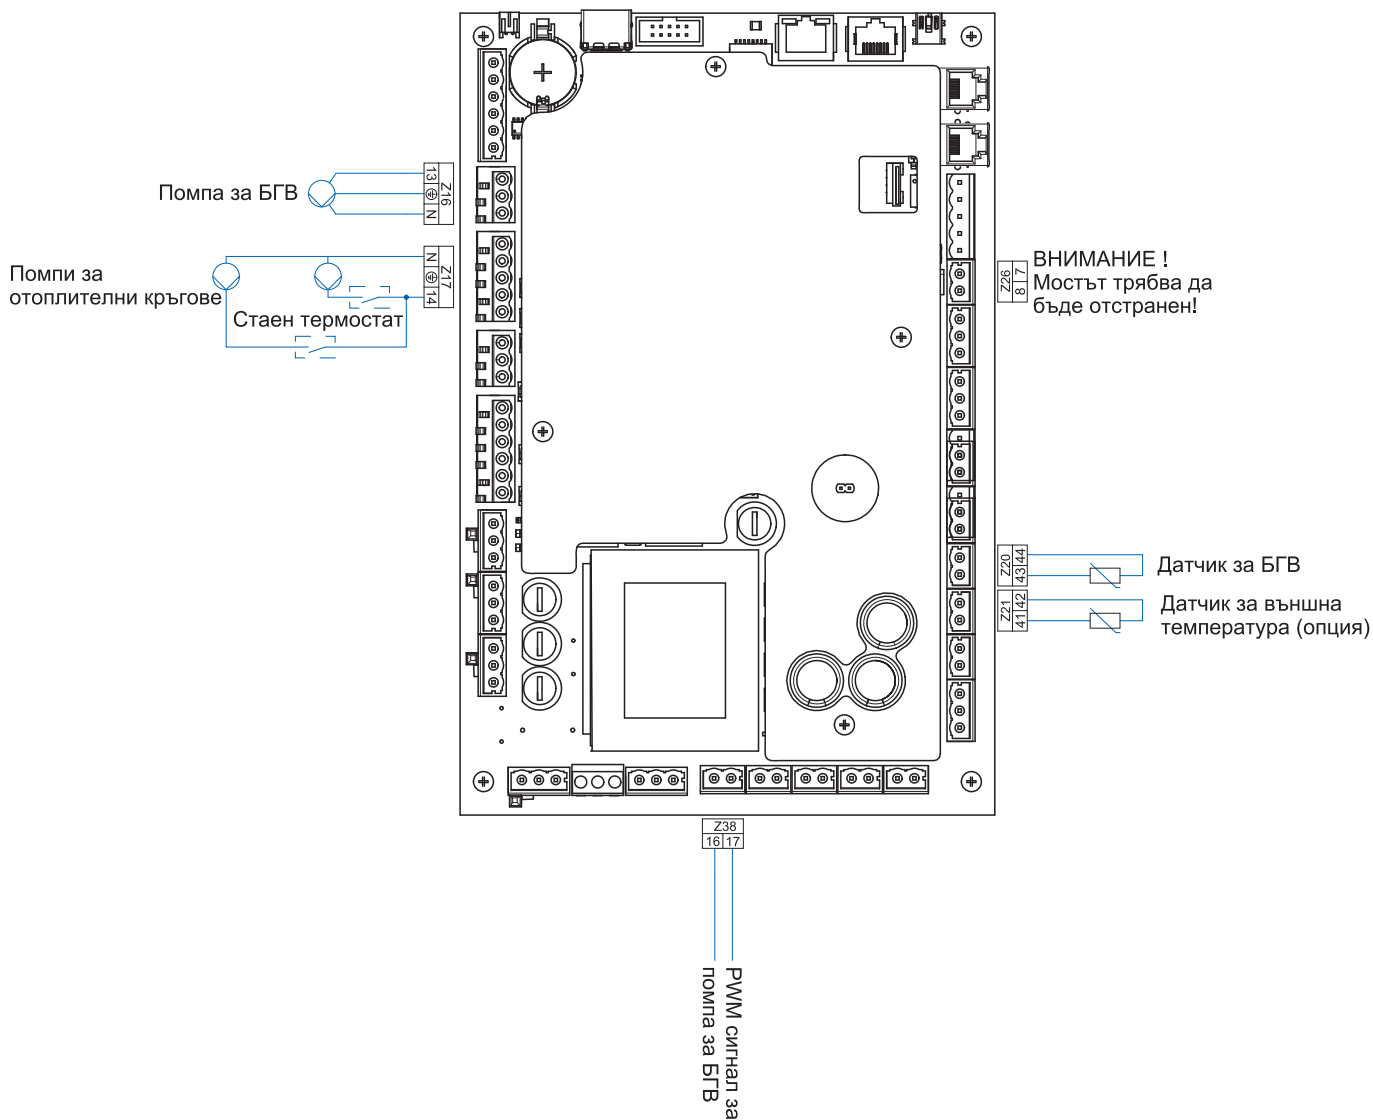 Помпа за БГВ
13
N
Z16
Помпи за
отоплителни кръгове
N
14
Z17
Стаен термостат
Z26
8 7
ВНИМАНИЕ !
Мостът трябва да
бъде отстранен!
Z20
43 44
Датчик за БГВ
Z21
41 42
Датчик за външна
температура (опция)
Z38
16 17
PWM сигнал за
помпа за БГВ